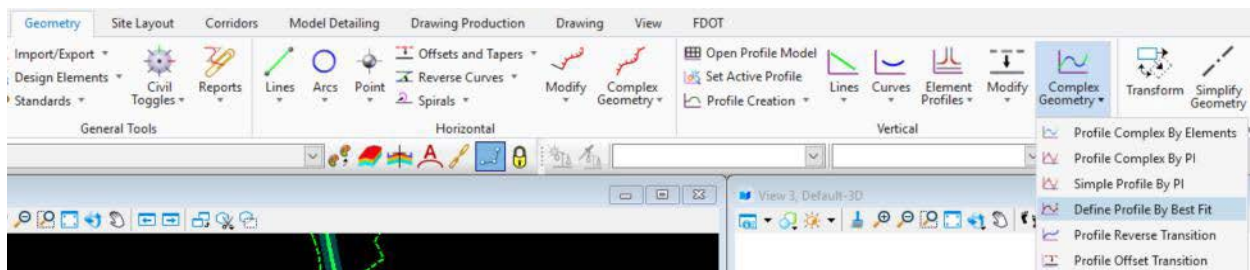 Geometry Site Layout Corridors Model Detailing Drawing Production Drawing View FDOT
Import/Export
Design Elements
Standards
Civil Toggles
Reports
General Tools
Lines
Arcs
Point
Offsets and Tapers
Reverse Curves
Spirals
Modify
Complex Geometry
Horizontal
Open Profile Model
Set Active Profile
Profile Creation
Lines
Curves
Element Profiles
Modify
Complex Geometry
Vertical
Transform
Simplify Geometry
Profile Complex By Elements
Profile Complex By PI
Simple Profile By PI
Define Profile By Best Fit
Profile Reverse Transition
Profile Offset Transition
View 3, Default-3D